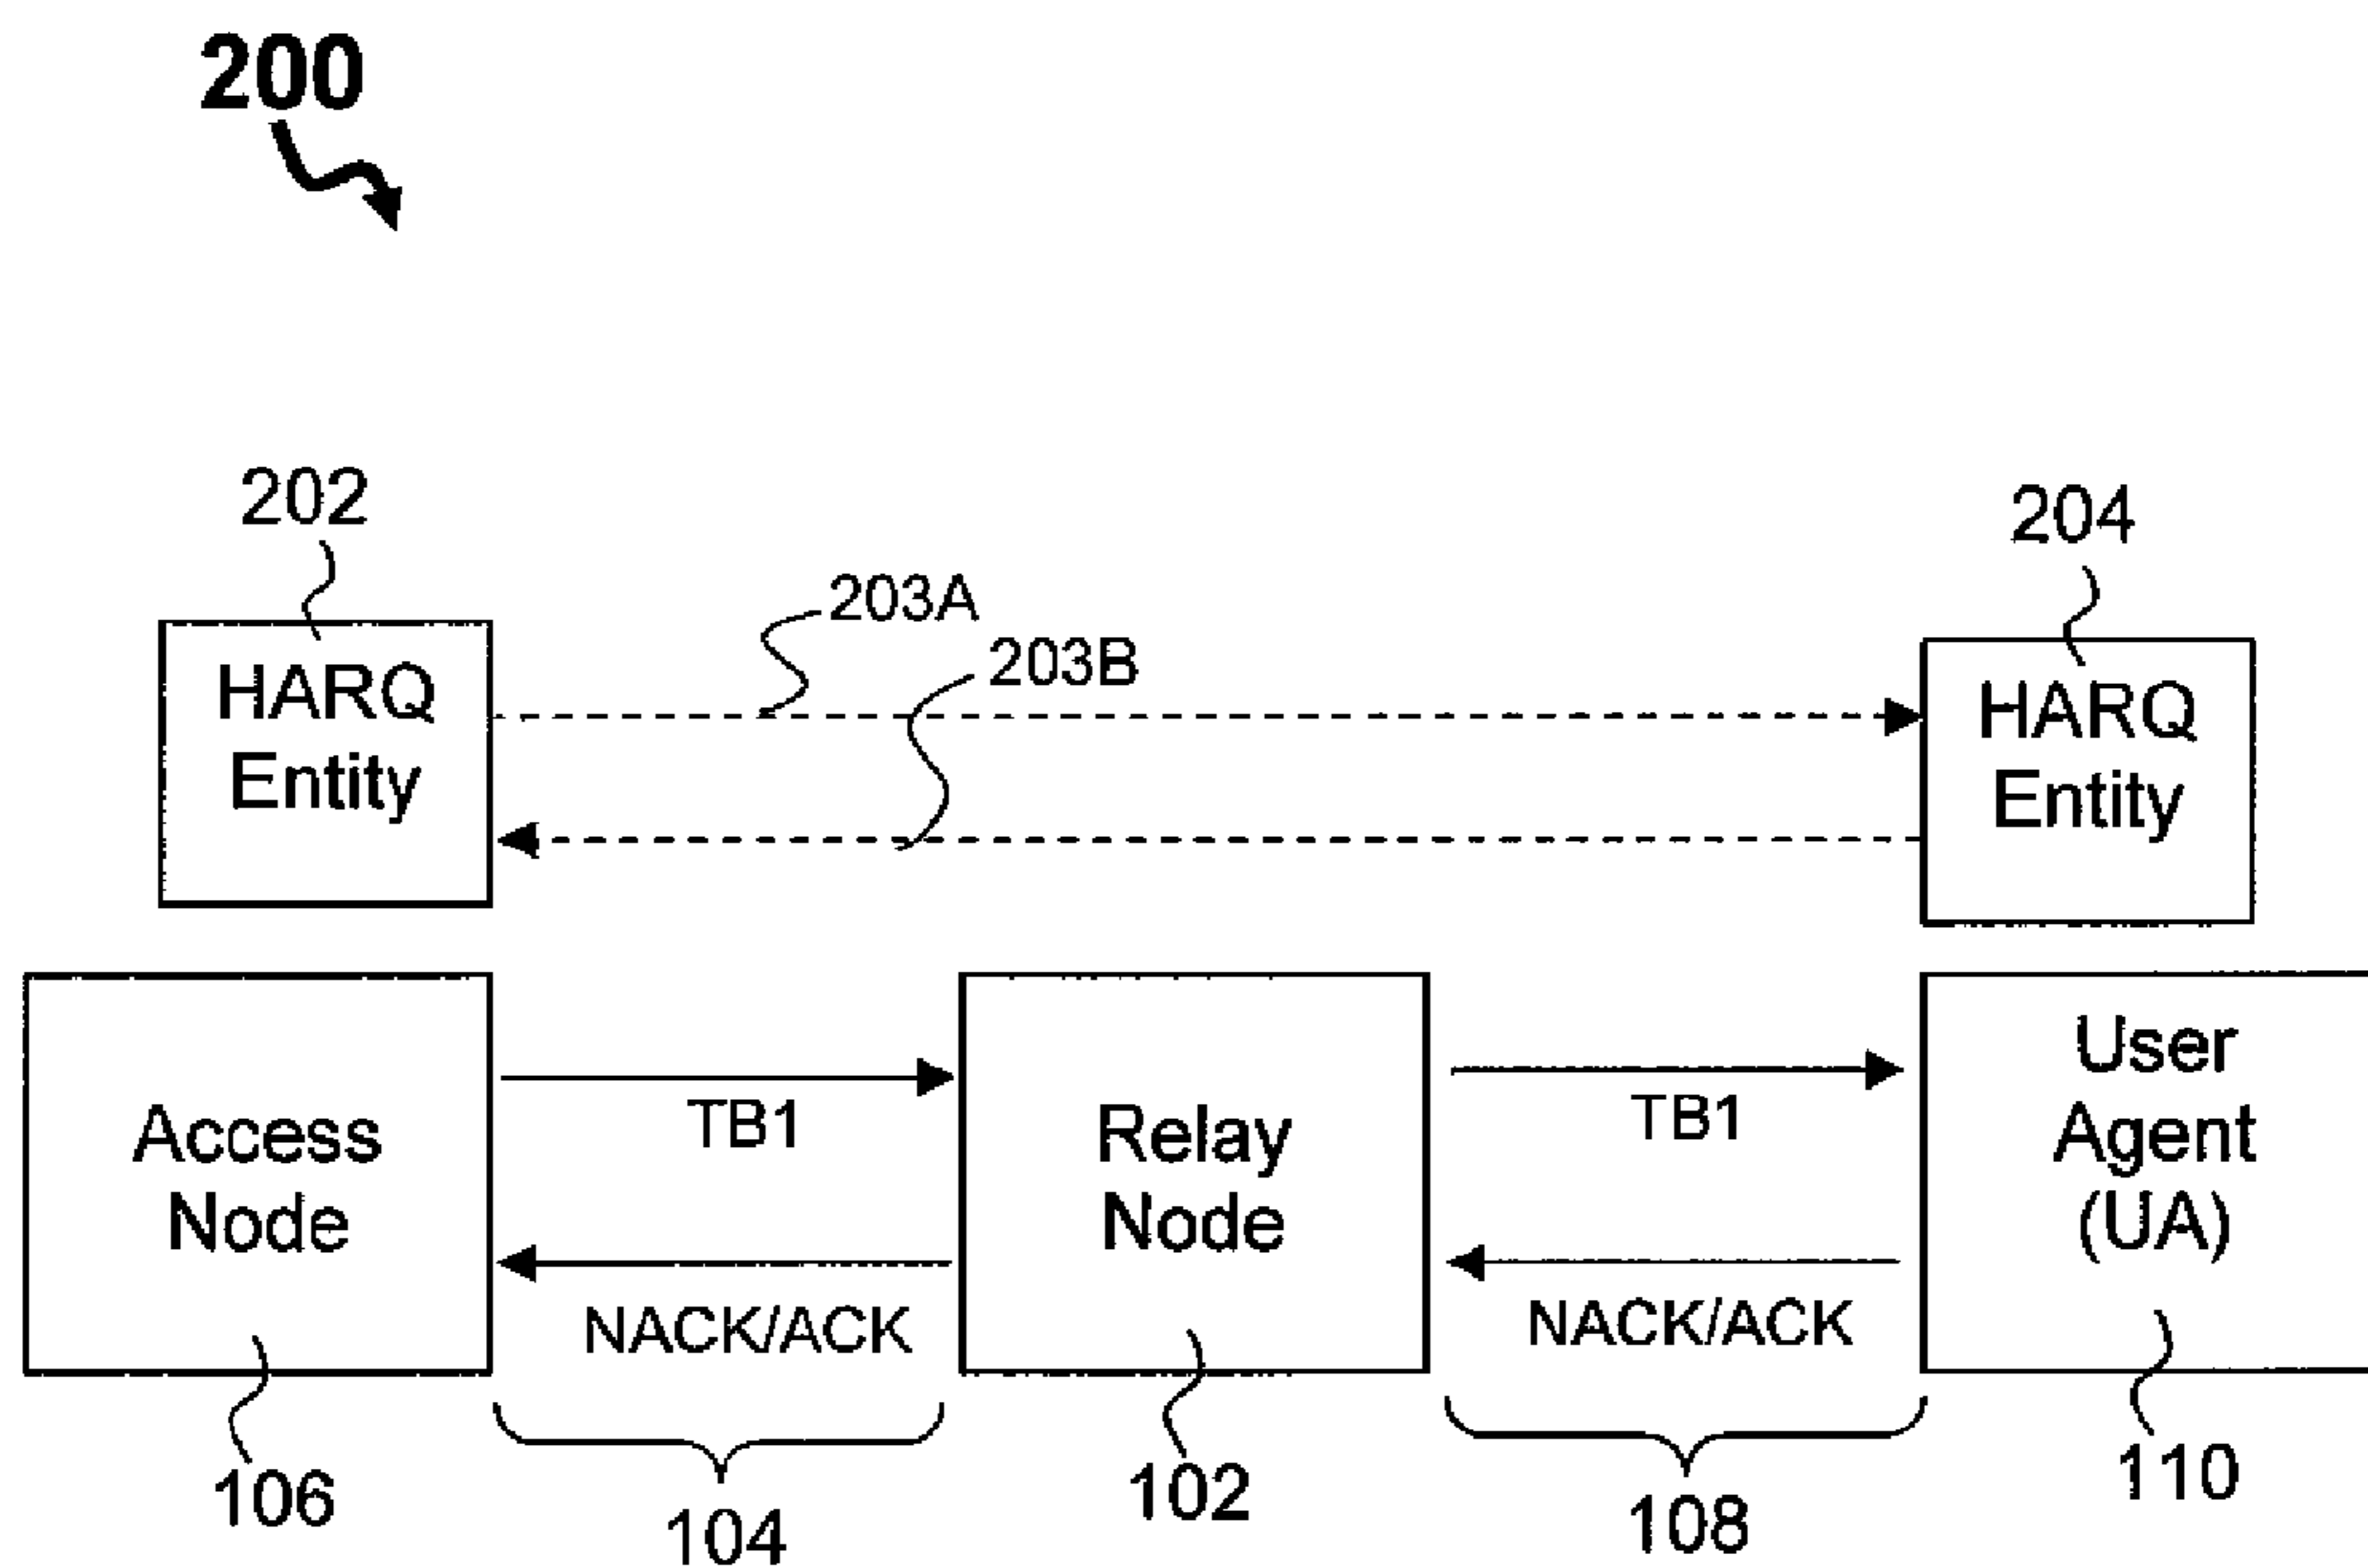 200
202
204
203A
203B
HARQ
Entity
HARQ
Entity
Access
Node
TB1
NACK/ACK
Relay
Node
TB1
NACK/ACK
User
Agent
(UA)
106
104
102
108
110